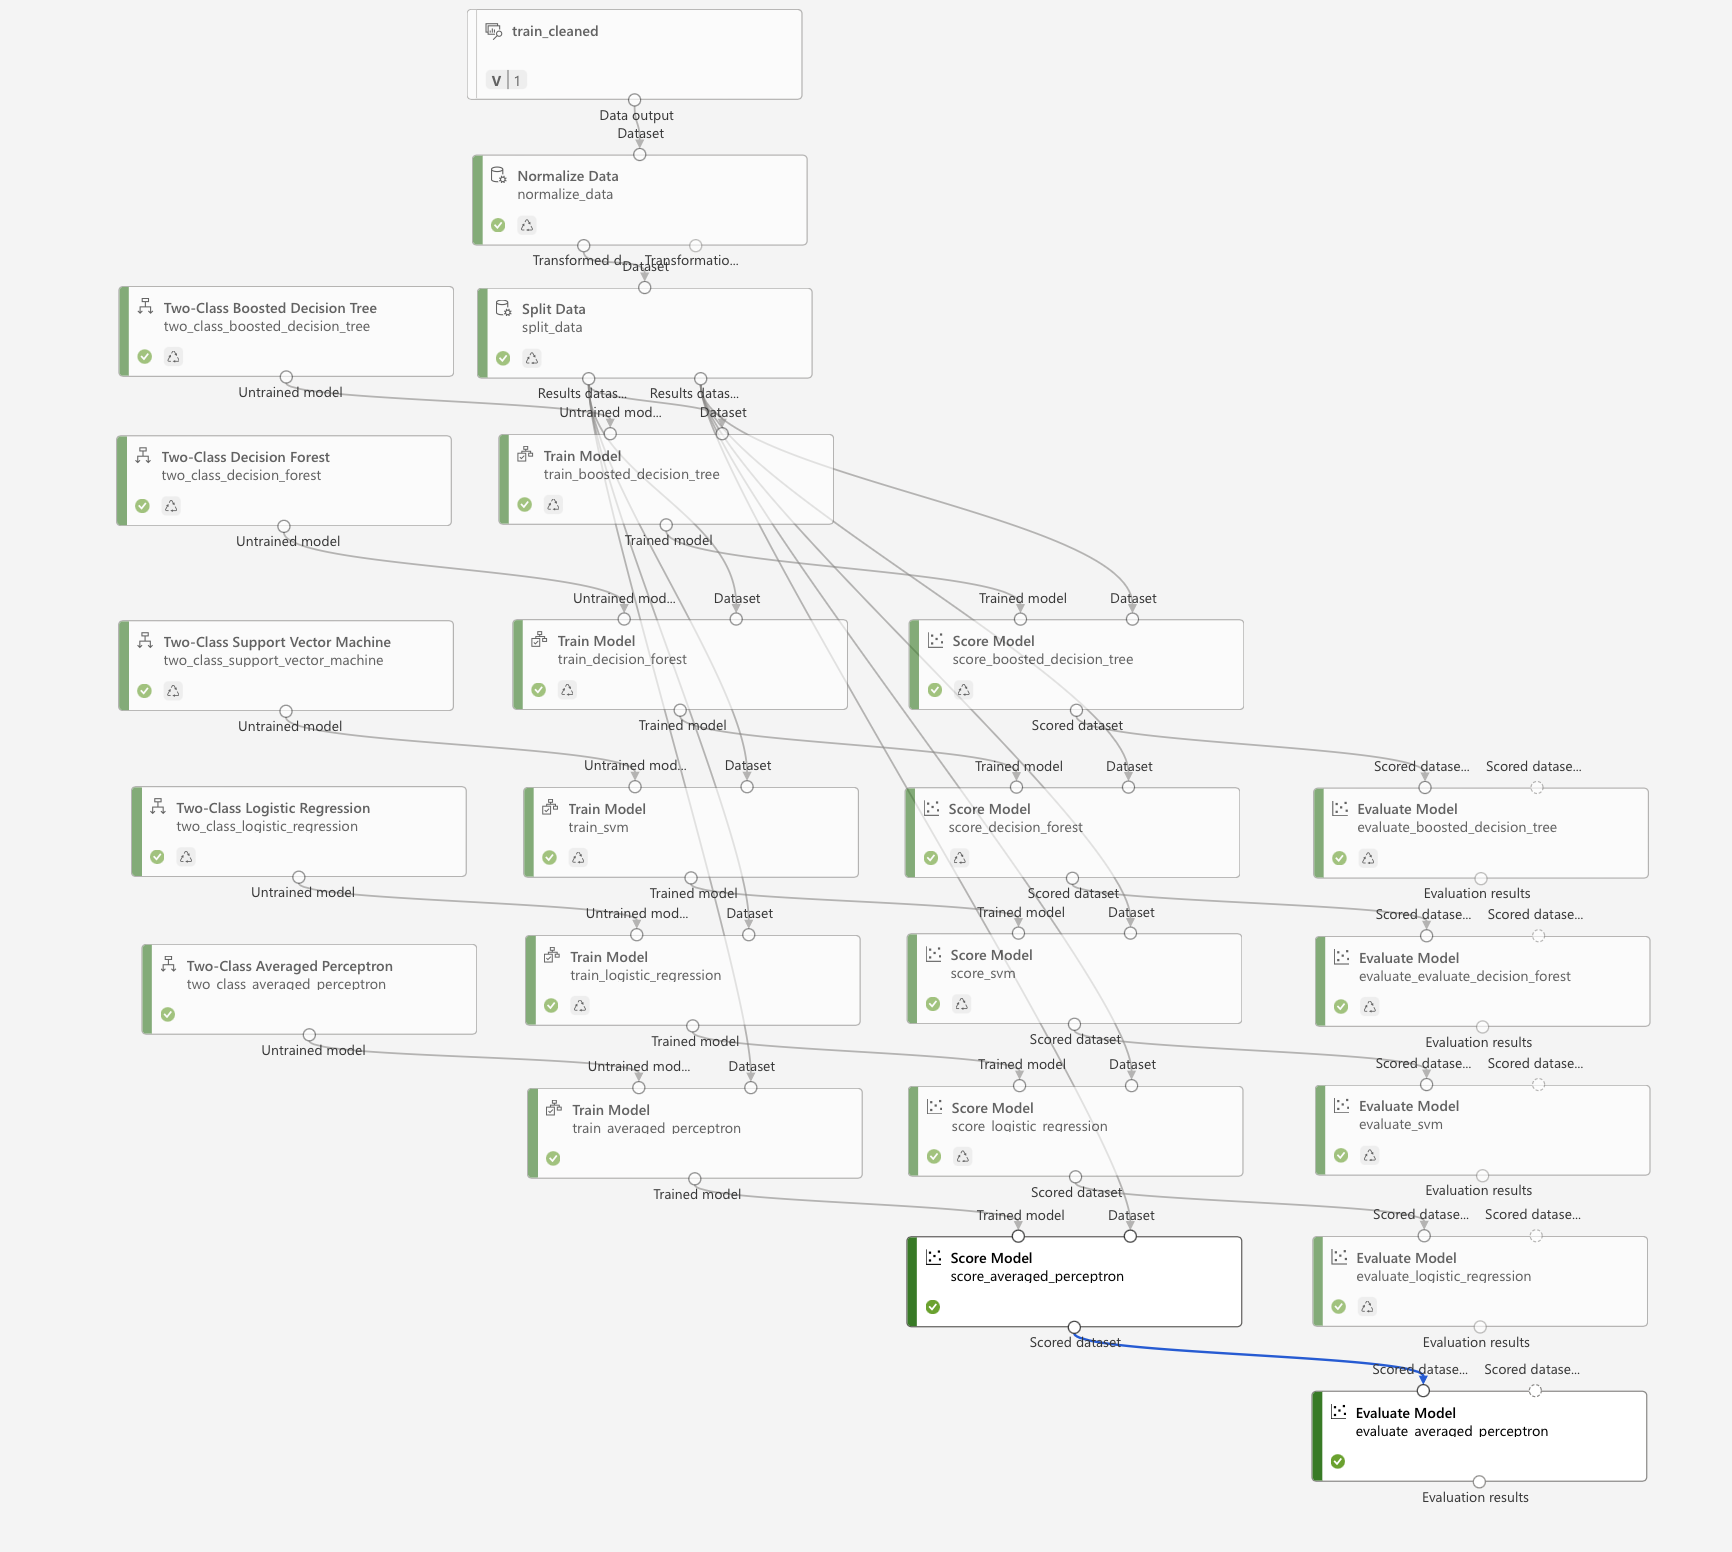 train_cleaned
V | 1
Data output
Dataset
Normalize Data
normalize_data
Transformed d...
Transformatio...
Dataset
Two-Class Boosted Decision Tree
two_class_boosted_decision_tree
Untrained model
Split Data
split_data
Results datas...
Results datas...
Untrained mod...
Dataset
Two-Class Decision Forest
two_class_decision_forest
Untrained model
Train Model
train_boosted_decision_tree
Trained model
Untrained mod...
Dataset
Trained model
Dataset
Two-Class Support Vector Machine
two_class_support_vector_machine
Untrained model
Train Model
train_decision_forest
Trained model
Score Model
score_boosted_decision_tree
Scored dataset
Untrained mod...
Dataset
Trained model
Dataset
Scored datase...
Scored datase...
Two-Class Logistic Regression
two_class_logistic_regression
Untrained model
Train Model
train_svm
Trained model
Score Model
score_decision_forest
Scored dataset
Evaluate Model
evaluate_boosted_decision_tree
Evaluation results
Untrained mod...
Dataset
Trained model
Dataset
Scored datase...
Scored datase...
Two-Class Averaged Perceptron
two_class_averaged_perceptron
Untrained model
Train Model
train_logistic_regression
Trained model
Score Model
score_svm
Scored dataset
Evaluate Model
evaluate_evaluate_decision_forest
Evaluation results
Untrained mod...
Dataset
Trained model
Dataset
Scored datase...
Scored datase...
Train Model
train_averaged_perceptron
Trained model
Score Model
score_logistic_regression
Scored dataset
Evaluate Model
evaluate_svm
Evaluation results
Trained model
Dataset
Scored datase...
Scored datase...
Score Model
score_averaged_perceptron
Scored dataset
Evaluate Model
evaluate_logistic_regression
Evaluation results
Scored datase...
Scored datase...
Evaluate Model
evaluate_averaged_perceptron
Evaluation results